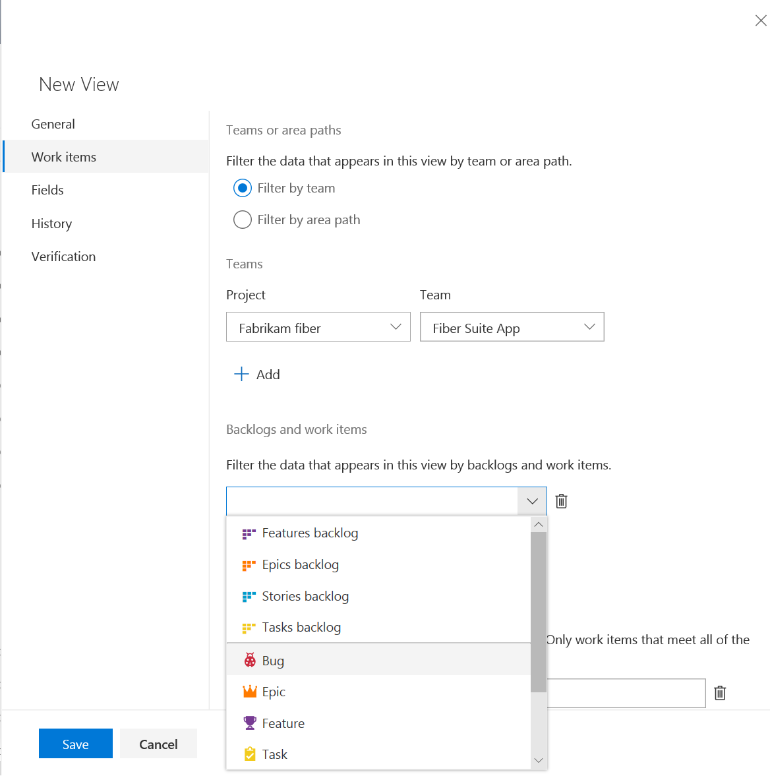 New View
General
Work items
Fields
History
Verification
Teams or area paths
Filter the data that appears in this view by team or area path.
Filter by team
Filter by area path
Teams
Project Team
Fabrikam fiber Fiber Suite App
Add
Backlogs and work items
Filter the data that appears in this view by backlogs and work items.
Features backlog
Epics backlog
Stories backlog
Tasks backlog
Only work items that meet all of the
Bug
Epic
Feature
Task
Save Cancel